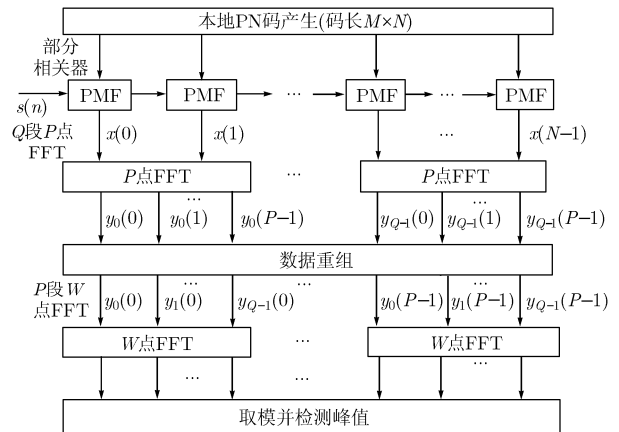 本地PN码产生(码长M×N)
部分
相关器
PMF PMF ... PMF ... PMF
s(n)
x(0) x(1) ... x(N−1)
Q段P点
FFT
P点FFT ... P点FFT
... ...
y0(0) y0(1) y0(P−1) yQ−1(0) yQ−1(1) yQ−1(P−1)
数据重组
P段W
点FFT
... ... ...
y0(0) y1(0) yQ−1(0) y0(P−1) y1(P−1) yQ−1(P−1)
W点FFT ... W点FFT
... ... ...
取模并检测峰值